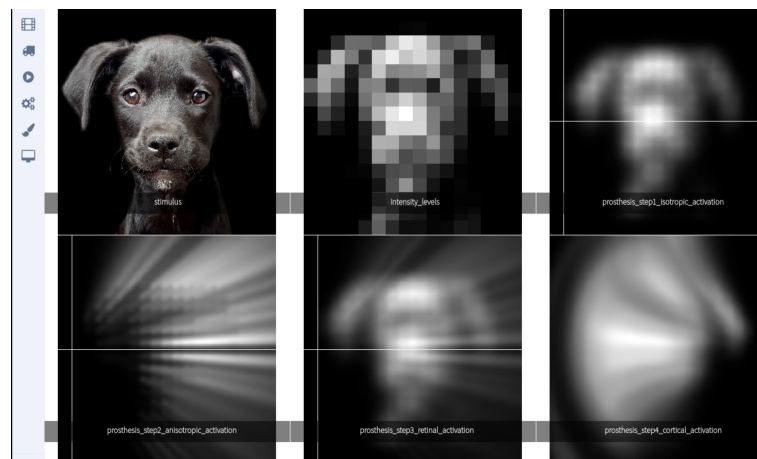 stimulus
intensity_levels
prosthesis_step1_isotropic_activation
prosthesis_step2_anisotropic_activation
prosthesis_step3_retinal_activation
prosthesis_step4_cortical_activation